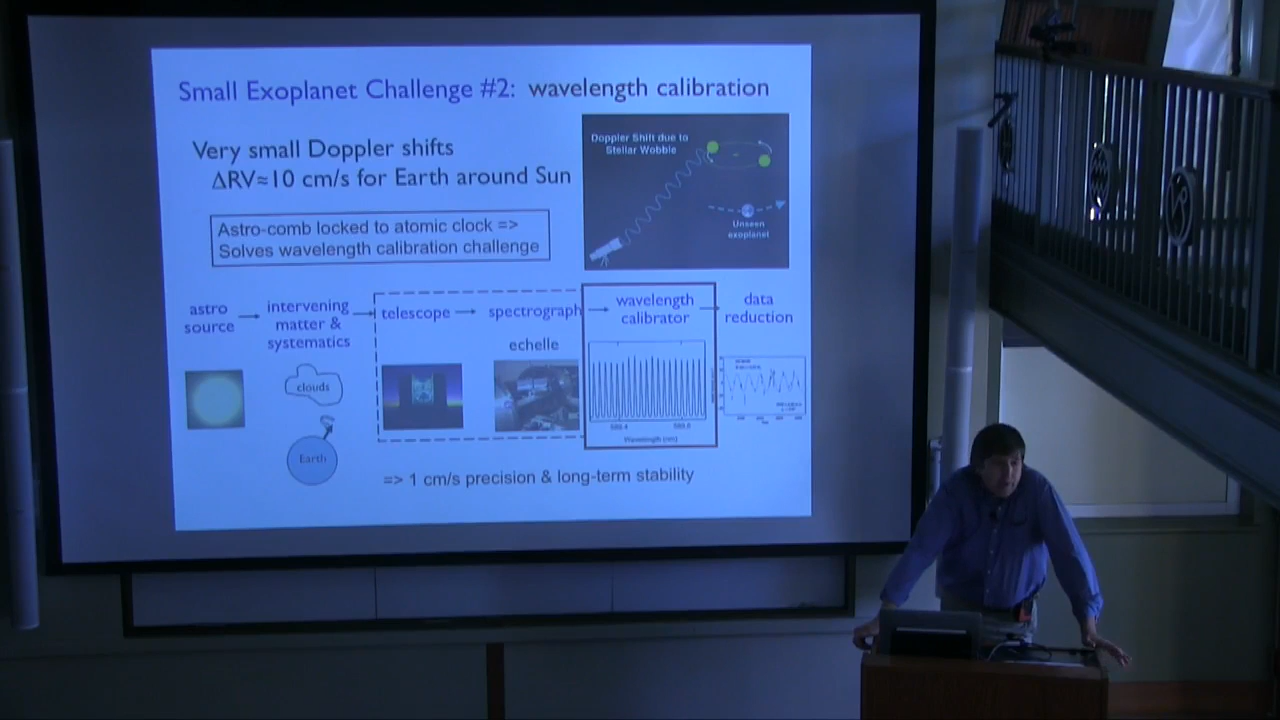 Small Exoplanet Challenge #2: wavelength calibration
Very small Doppler shifts
ΔRV≈10 cm/s for Earth around Sun
Doppler Shift due to
Stellar Wobble
Unseen
exoplanet
Astro-comb locked to atomic clock =>
Solves wavelength calibration challenge
astro
source
intervening
matter &
systematics
telescope
spectrograph
wavelength
calibrator
data
reduction
echelle
clouds
Earth
Wavelength (nm)
=> 1 cm/s precision & long-term stability